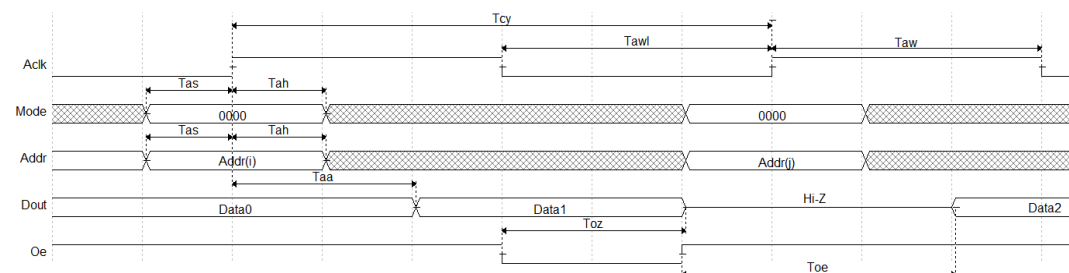 Tcy
Tawl Taw
Aclk
Tas Tah
Mode 0000 0000
Tas Tah
Addr Addr(i) Addr(j)
Taa
Dout Data0 Data1 Hi-Z Data2
Toz
Oe
Toe